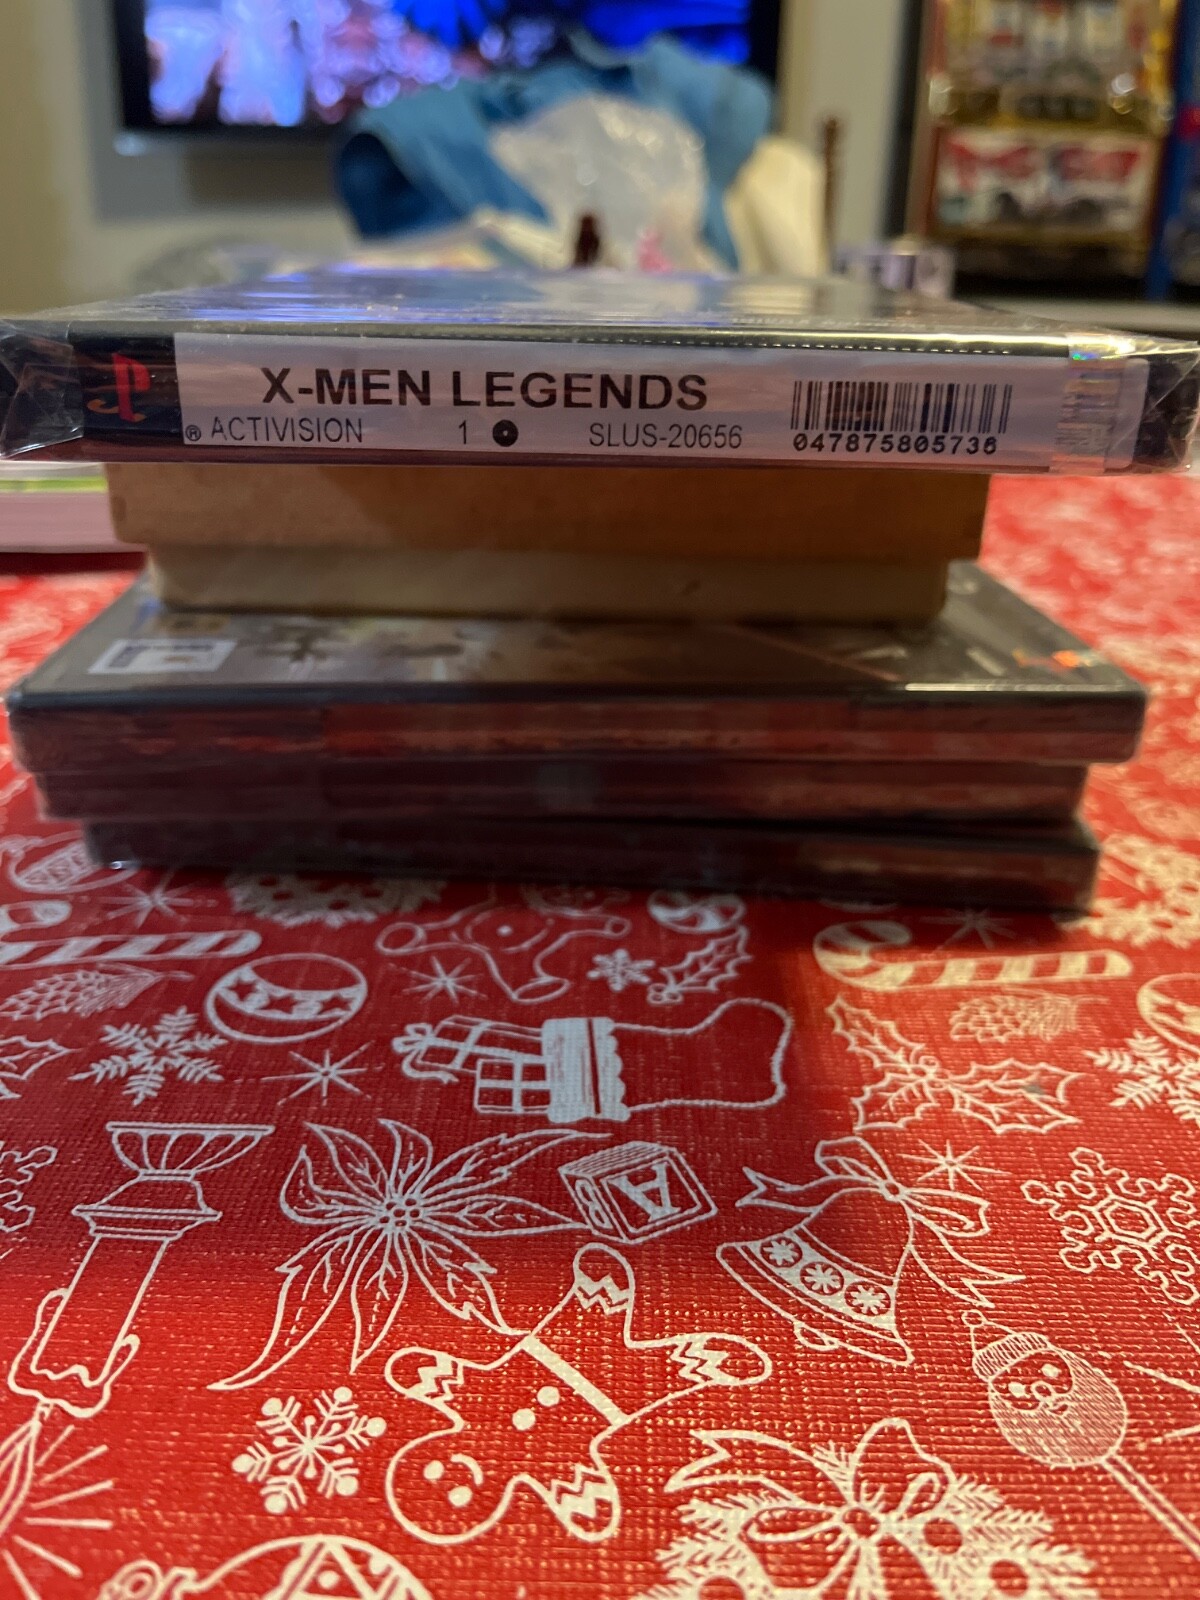 X-MEN LEGENDS
® ACTIVISION 1 SLUS-20656
047875805736
A